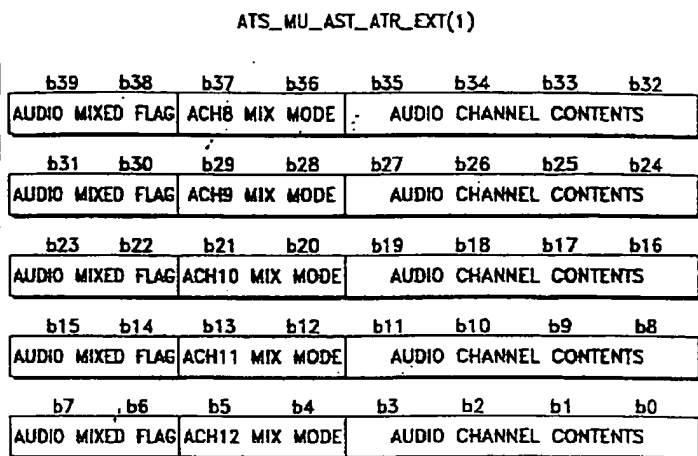 ATS_MU_AST_ATR_EXT(1)
b39 b38 b37 b36 b35 b34 b33 b32
AUDIO MIXED FLAG ACH8 MIX MODE AUDIO CHANNEL CONTENTS
b31 b30 b29 b28 b27 b26 b25 b24
AUDIO MIXED FLAG ACH9 MIX MODE AUDIO CHANNEL CONTENTS
b23 b22 b21 b20 b19 b18 b17 b16
AUDIO MIXED FLAG ACH10 MIX MODE AUDIO CHANNEL CONTENTS
b15 b14 b13 b12 b11 b10 b9 b8
AUDIO MIXED FLAG ACH11 MIX MODE AUDIO CHANNEL CONTENTS
b7 b6 b5 b4 b3 b2 b1 b0
AUDIO MIXED FLAG ACH12 MIX MODE AUDIO CHANNEL CONTENTS